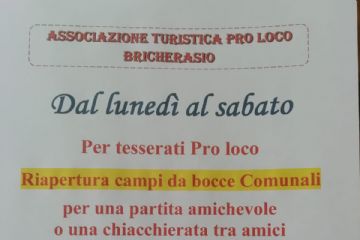 ASSOCIAZIONE TURISTICA PRO LOCO
BRICHERASIO
Dal lunedì al sabato
Per tesserati Pro loco
Riapertura campi da bocce Comunali
per una partita amichevole
o una chiacchierata tra amici